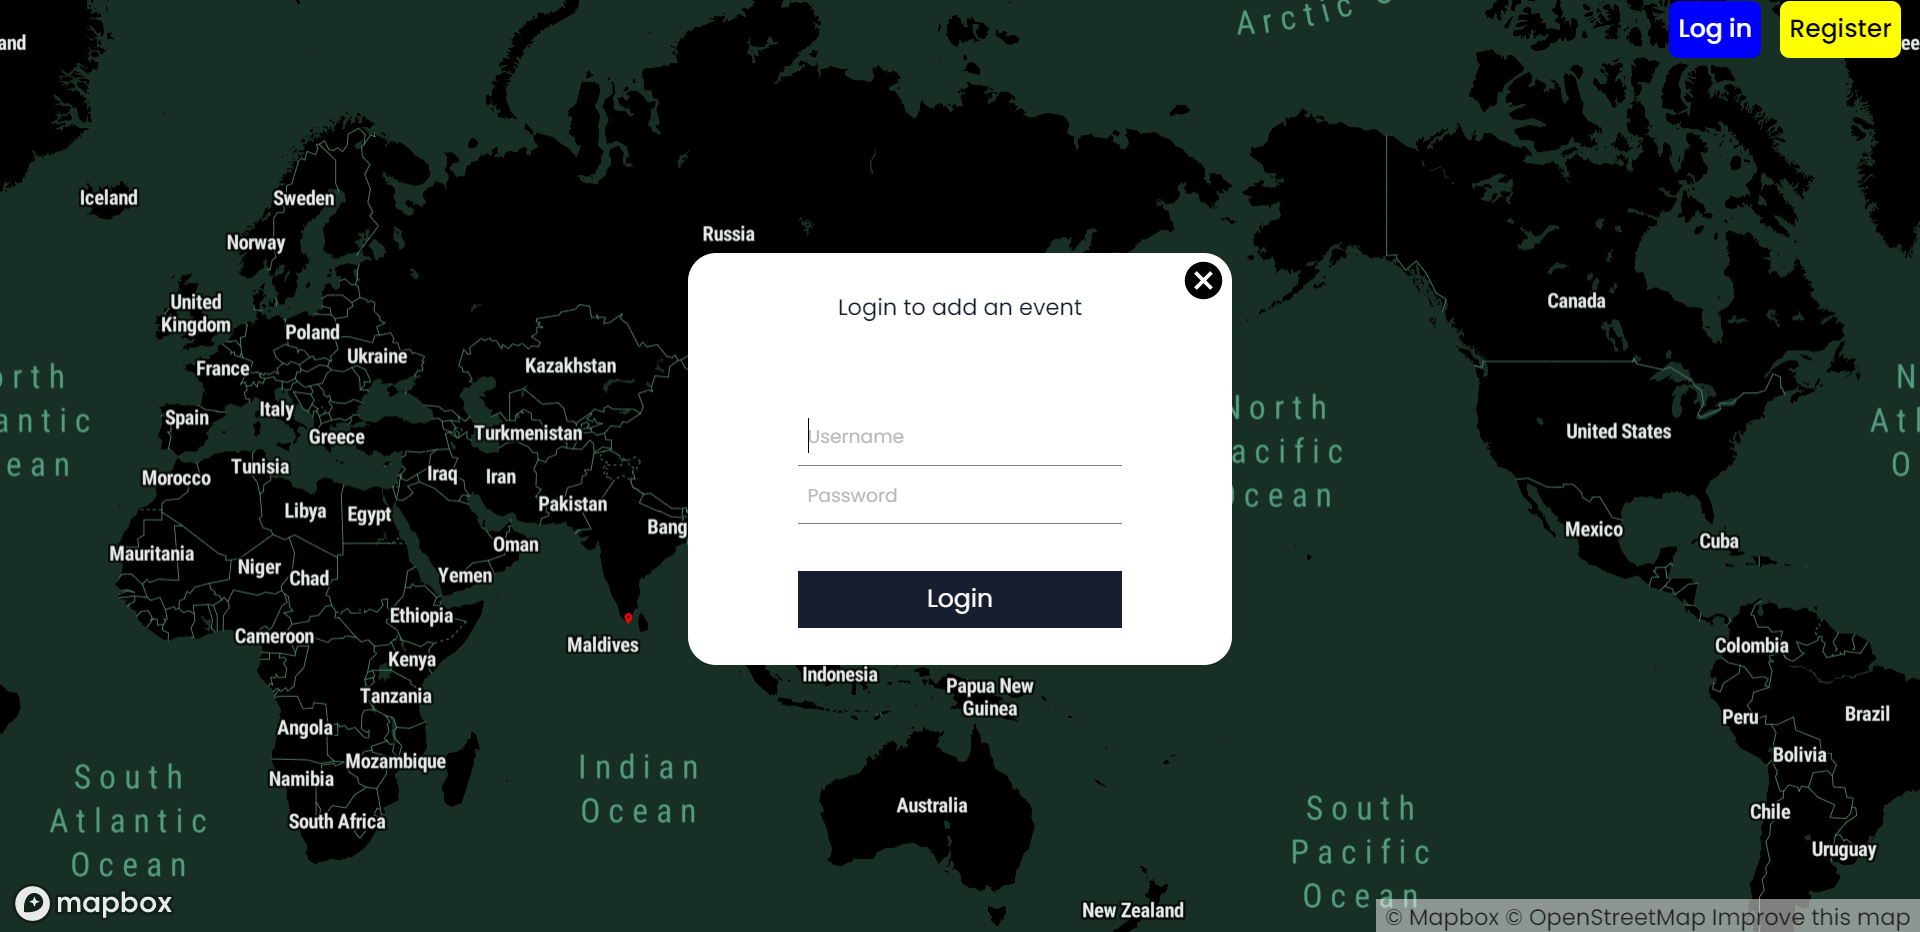 Arctic
Log in
Register
and
Iceland
Sweden
Norway
Russia
United
Kingdom
Poland
Ukraine
France
Kazakhstan
Italy
Spain
Greece
Turkmenistan
Tunisia
Morocco
Iraq
Iran
Libya
Egypt
Pakistan
Bang
Mauritania
Oman
Niger
Chad
Yemen
Ethiopia
Cameroon
Maldives
Kenya
Tanzania
Angola
Mozambique
Namibia
South Africa
orth
antic
ean
South
Atlantic
Ocean
Indian
Ocean
Login to add an event
Username
Password
Login
Indonesia
Papua New
Guinea
Australia
New Zealand
North
acific
cean
Canada
United States
Mexico
Cuba
N
Atl
O
Colombia
Peru
Brazil
Bolivia
Chile
Uruguay
South
Pacific
Ocean
mapbox
© Mapbox © OpenStreetMap Improve this map